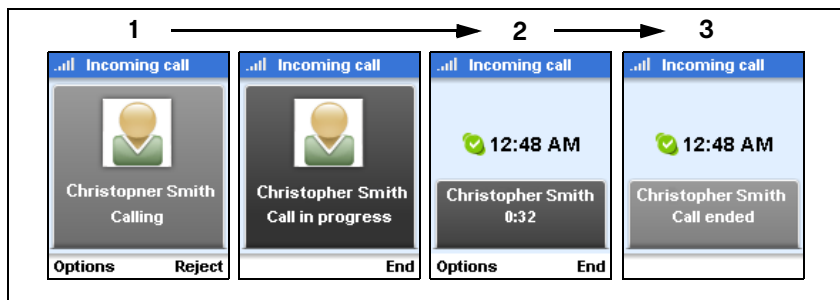 1 2 3
Incoming call
Christopner Smith
Calling
Options Reject
Incoming call
Christopher Smith
Call in progress
End
Incoming call
12:48 AM
Christopher Smith
0:32
Options End
Incoming call
12:48 AM
Christopher Smith
Call ended